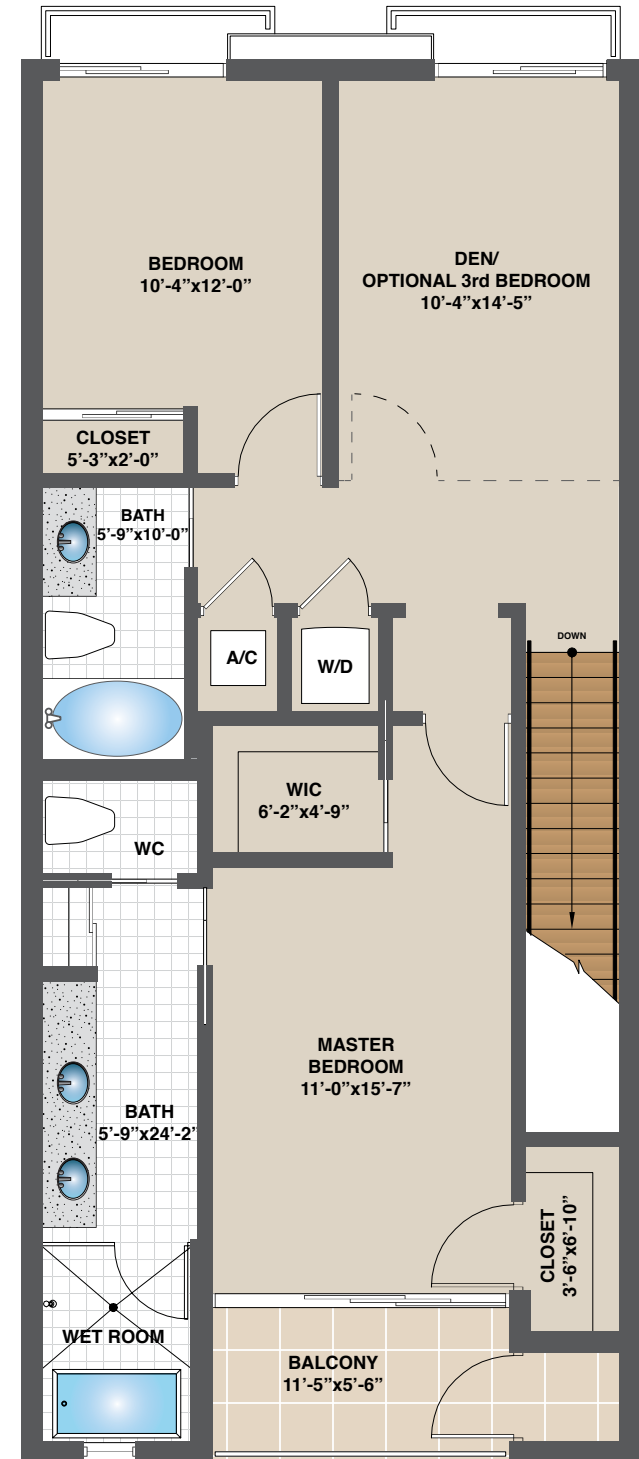 BEDROOM
10'-4”x12'-0”
DEN/
OPTIONAL 3rd BEDROOM
10'-4”x14'-5”
CLOSET
5'-3”x2'-0”
BATH
5'-9”x10'-0”
A/C
W/D
DOWN
WIC
6'-2”x4'-9”
WC
MASTER
BEDROOM
11'-0”x15'-7”
BATH
5'-9”x24'-2”
CLOSET
3'-6”x6'-10”
WET ROOM
BALCONY
11'-5”x5'-6”